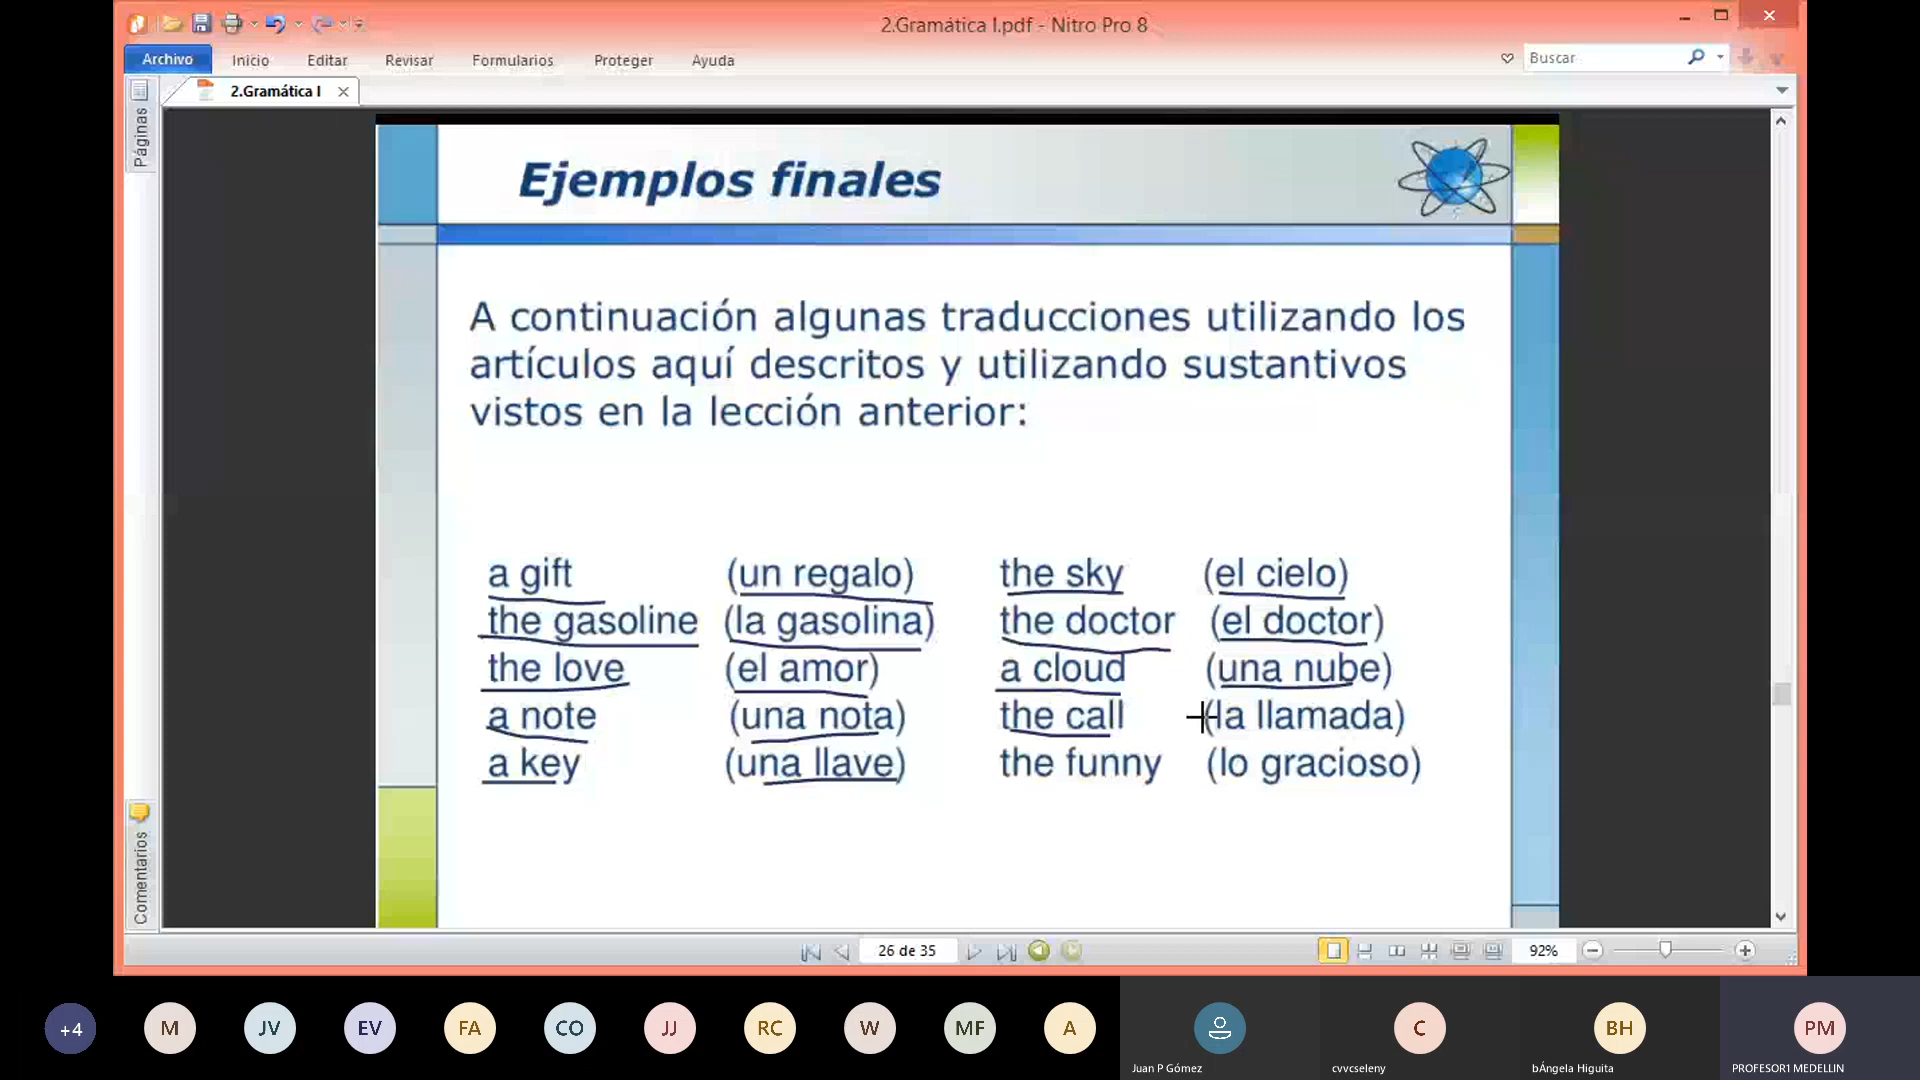 2.Gramática I.pdf - Nitro Pro 8
Archivo Inicio Editar Revisar Formularios Proteger Ayuda Buscar
2.Gramática I
Páginas
Ejemplos finales
A continuación algunas traducciones utilizando los
artículos aquí descritos y utilizando sustantivos
vistos en la lección anterior:
a gift (un regalo) the sky (el cielo)
the gasoline (la gasolina) the doctor (el doctor)
the love (el amor) a cloud (una nube)
a note (una nota) the call (la llamada)
a key (una llave) the funny (lo gracioso)
Comentarios
26 de 35 92%
+4 M JV EV FA CO JJ RC W MF A C BH PM
Juan P Gómez cvvcseleny bÁngela Higuita PROFESOR1 MEDELLIN